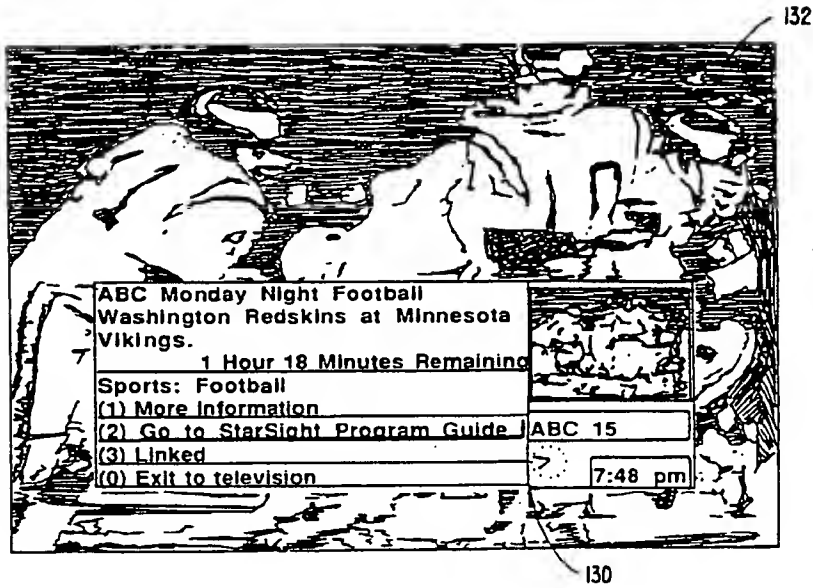 132
ABC Monday Night Football
Washington Redskins at Minnesota
Vikings.
1 Hour 18 Minutes Remaining
Sports: Football
(1) More Information
(2) Go to StarSight Program Guide
ABC 15
(3) Linked
(0) Exit to television
7:48 pm
130